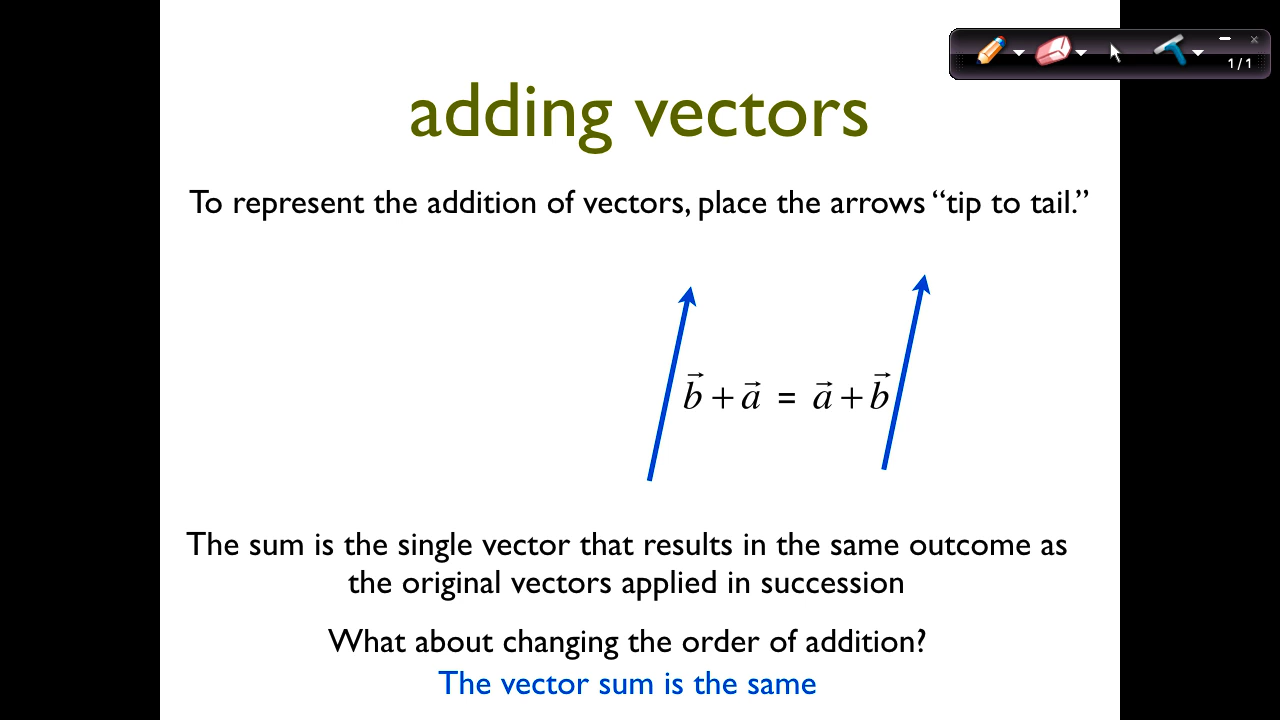 1/1
adding vectors
To represent the addition of vectors, place the arrows “tip to tail.”
b⃗ + a⃗ = a⃗ + b⃗
The sum is the single vector that results in the same outcome as
the original vectors applied in succession
What about changing the order of addition?
The vector sum is the same